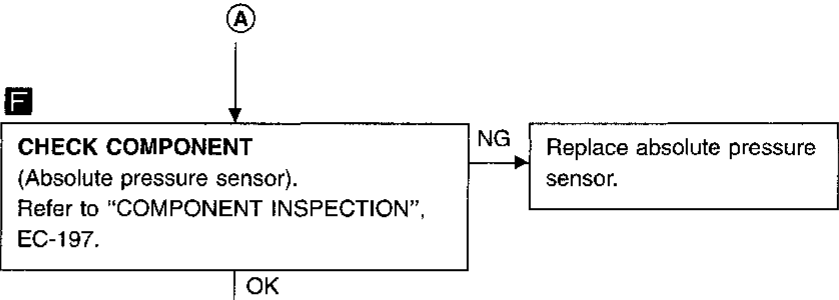 A
F
CHECK COMPONENT
(Absolute pressure sensor).
Refer to “COMPONENT INSPECTION”,
EC-197.
NG
Replace absolute pressure
sensor.
OK